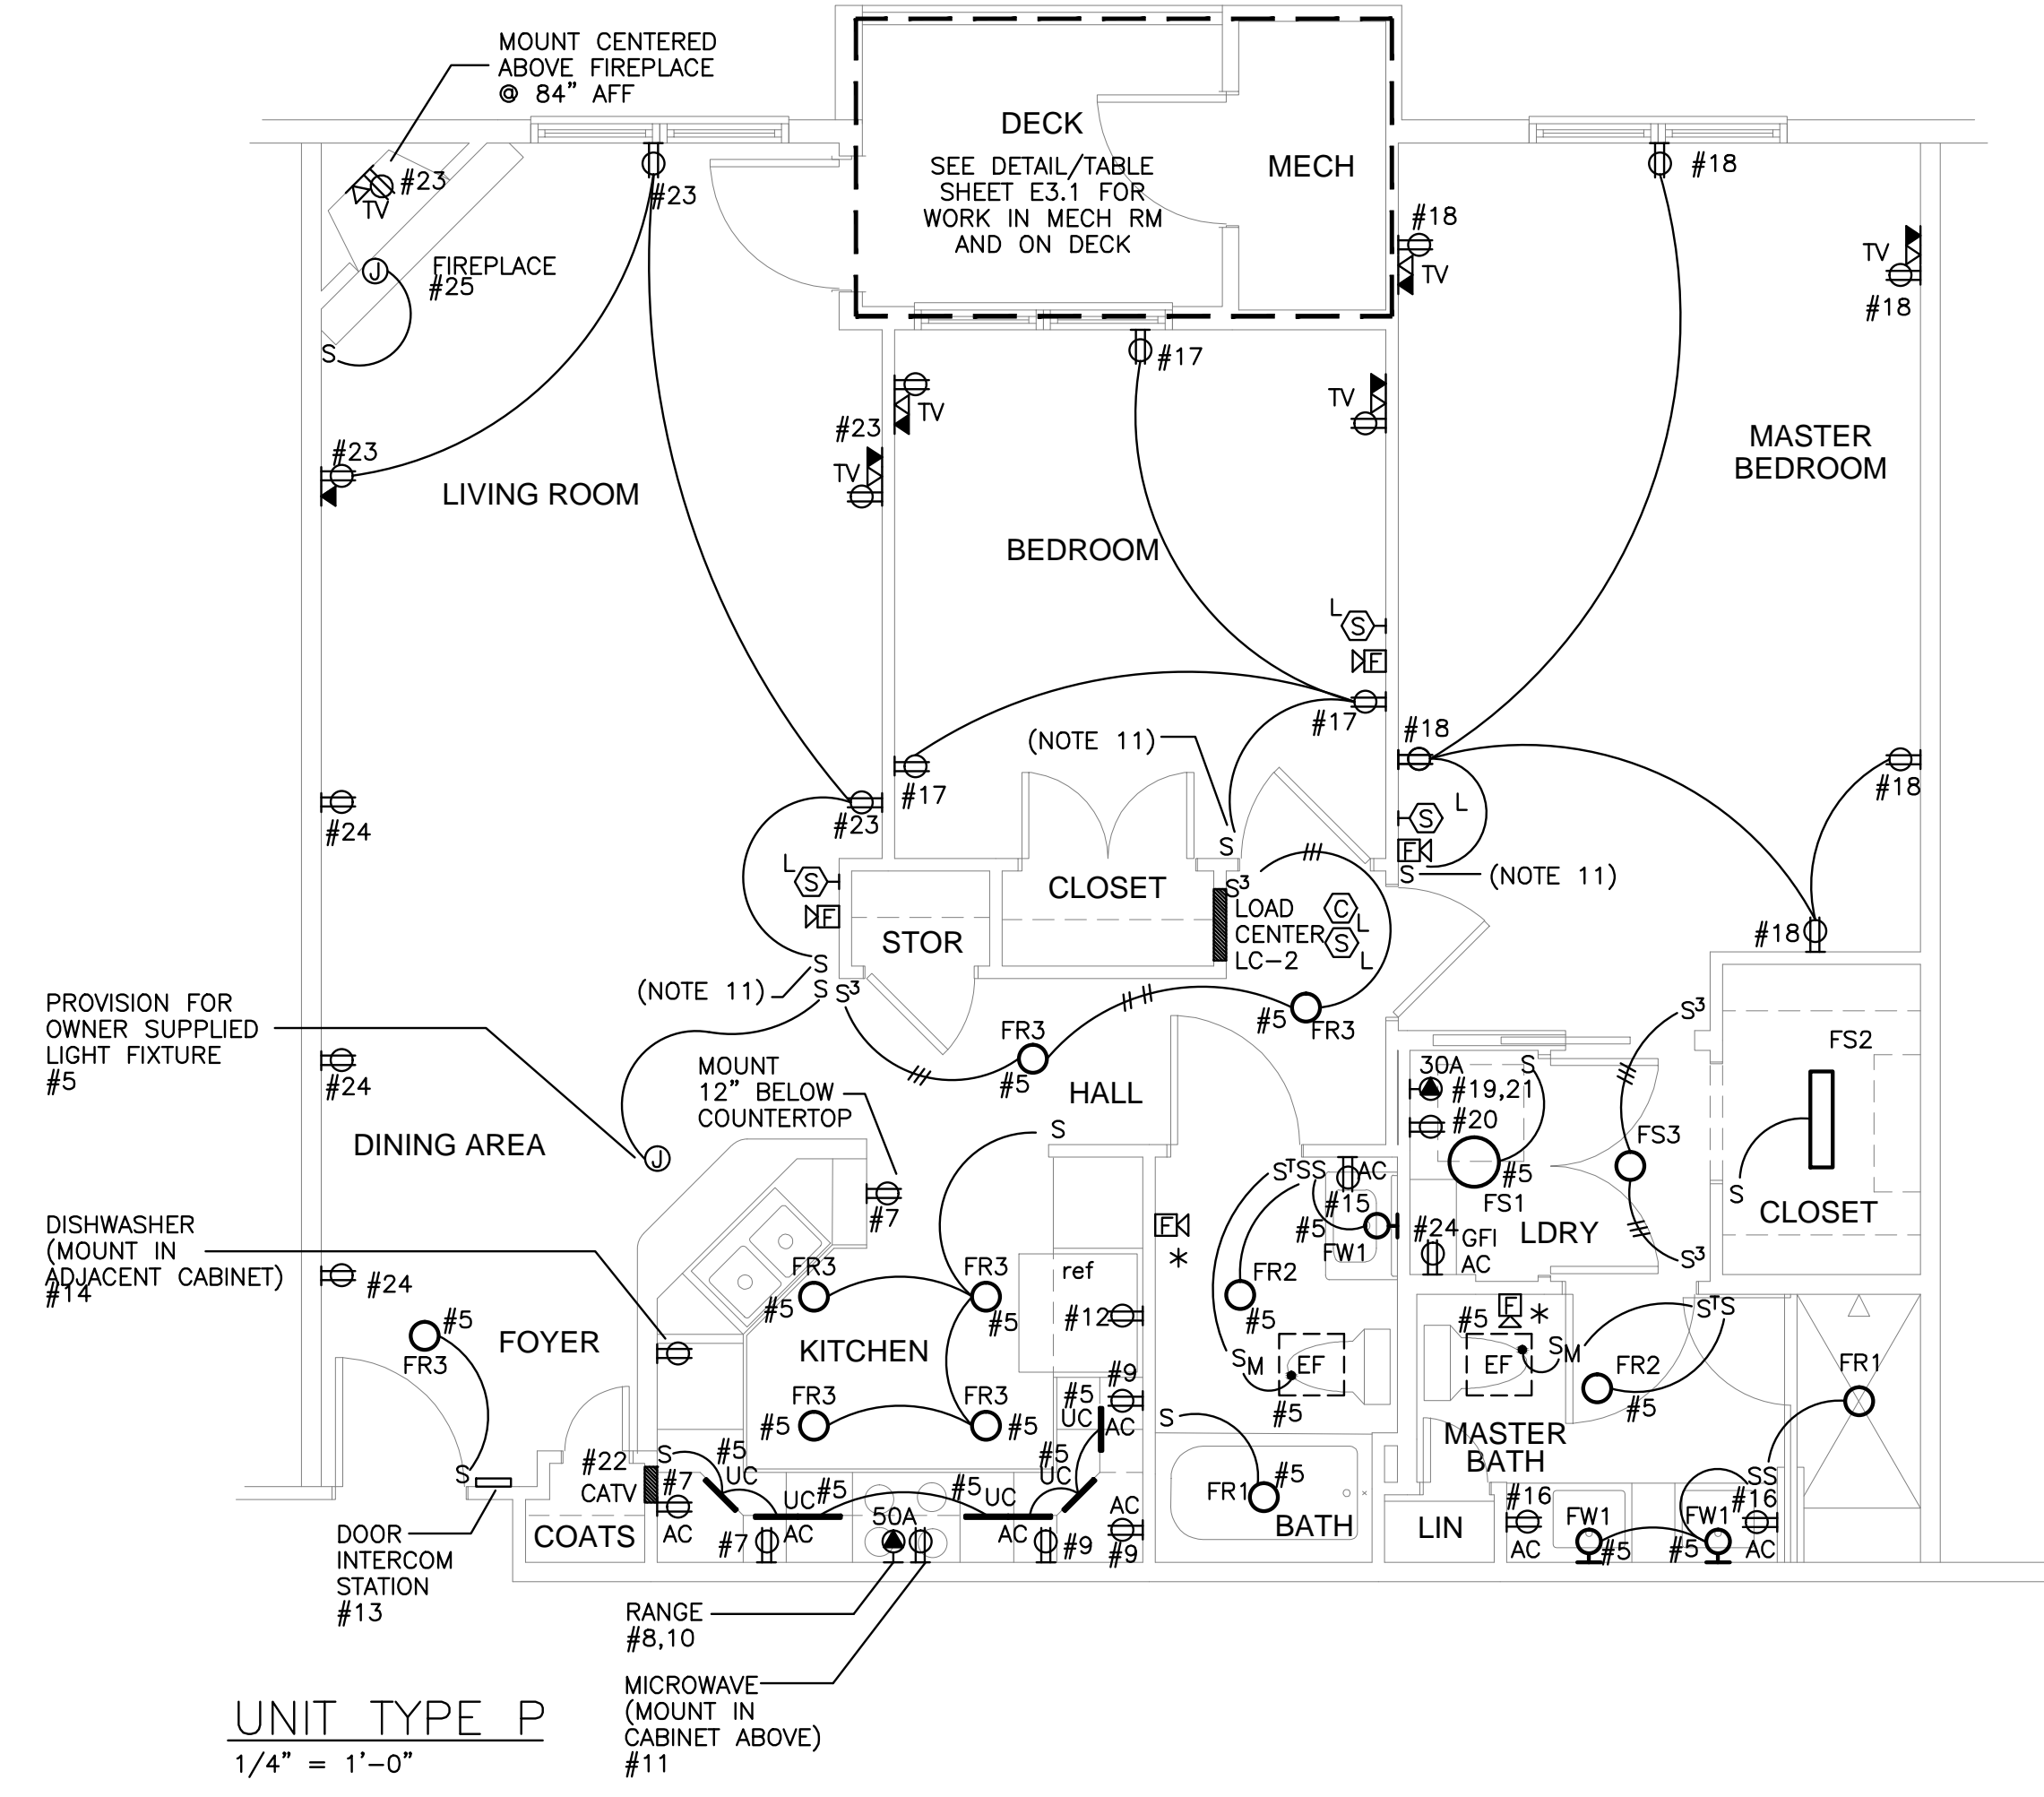 MOUNT CENTERED
ABOVE FIREPLACE
@ 84" AFF
DECK
SEE DETAIL/TABLE
SHEET E3.1 FOR
WORK IN MECH RM
AND ON DECK
MECH
#23
TV
#23
#18
#18
TV
TV
#18
J
FIREPLACE
#25
S
#17
TV
TV
#23
TV
#23
LIVING ROOM
BEDROOM
MASTER
BEDROOM
L
S
F
#17
(NOTE 11)
#18
#17
#18
#24
#23
S
L
S
F
S
(NOTE 11)
L
S
F
CLOSET
S3
LOAD
CENTER
LC-2
C
L
S
L
STOR
#18
S
(NOTE 11)
S
S3
PROVISION FOR
OWNER SUPPLIED
LIGHT FIXTURE
#5
#5
FR3
S3
FS2
#24
MOUNT
12" BELOW
COUNTERTOP
#5
HALL
30A
S
#19,21
#20
S
FS3
DINING AREA
J
#7
STSS
AC
#15
#5
FS1
S
CLOSET
DISHWASHER
(MOUNT IN
ADJACENT CABINET)
#14
F
*
#5
FW1
#24
GFI
AC
LDRY
S3
#24
FR3
#5
FR3
#5
ref
#12
FR2
#5
#5
F
*
STS
#5
FR3
FOYER
KITCHEN
SM
EF
#5
EF
SM
FR2
#5
FR1
FR3
#5
FR3
#5
#9
#5
UC
AC
S
MASTER
BATH
S
#22
CATV
S
#7
AC
#5
UC
UC
#5
#5
UC
#5
UC
AC
#9
#5
FR1
BATH
LIN
#16
AC
FW1
#5
SS
#16
FW1
#5
AC
COATS
#7
AC
50A
AC
#9
DOOR
INTERCOM
STATION
#13
RANGE
#8,10
MICROWAVE
(MOUNT IN
CABINET ABOVE)
#11
UNIT TYPE P
1/4" = 1'-0"